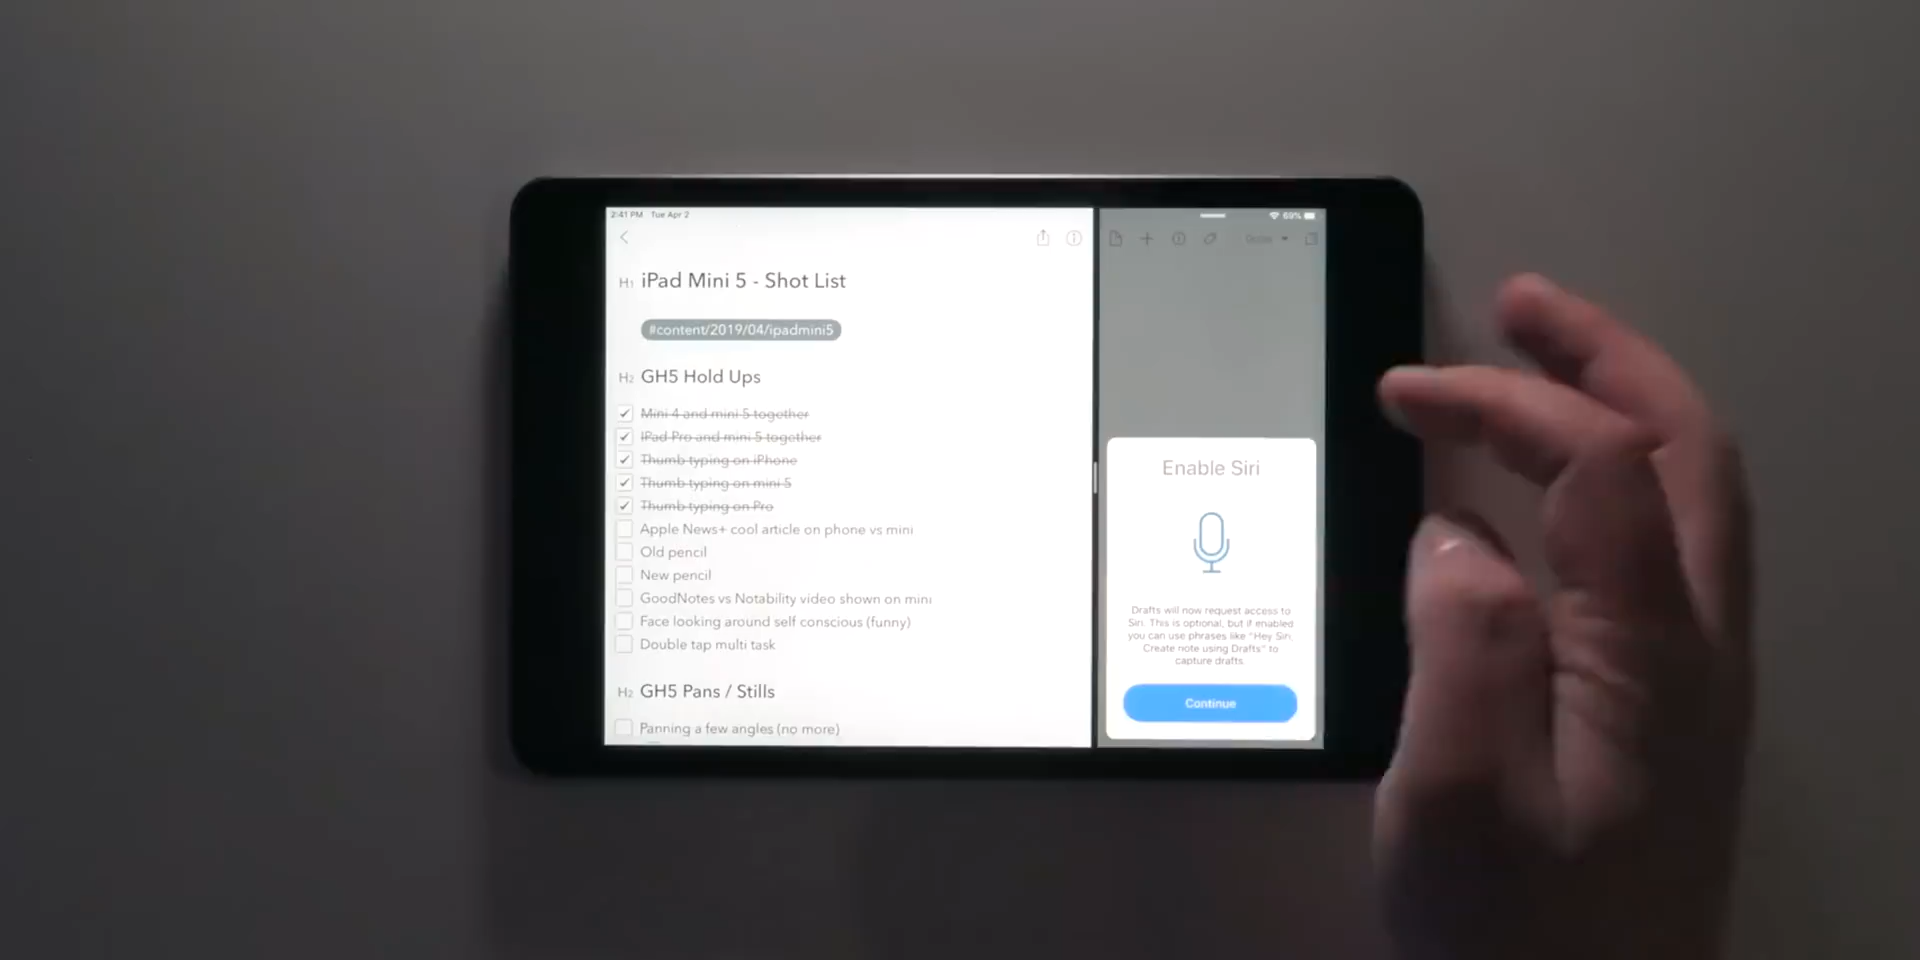 2:41 PM Tue Apr 2
69%
H1 iPad Mini 5 - Shot List
#content/2019/04/ipadmini5
H2 GH5 Hold Ups
Mini 4 and mini 5 together
iPad Pro and mini 5 together
Thumb typing on iPhone
Thumb typing on mini 5
Thumb typing on Pro
Apple News+ cool article on phone vs mini
Old pencil
New pencil
GoodNotes vs Notability video shown on mini
Face looking around self conscious (funny)
Double tap multi task
H2 GH5 Pans / Stills
Panning a few angles (no more)
Enable Siri
Drafts will now request access to
Siri. This is optional, but if enabled
you can use phrases like "Hey Siri,
Create note using Drafts" to
capture drafts.
Continue